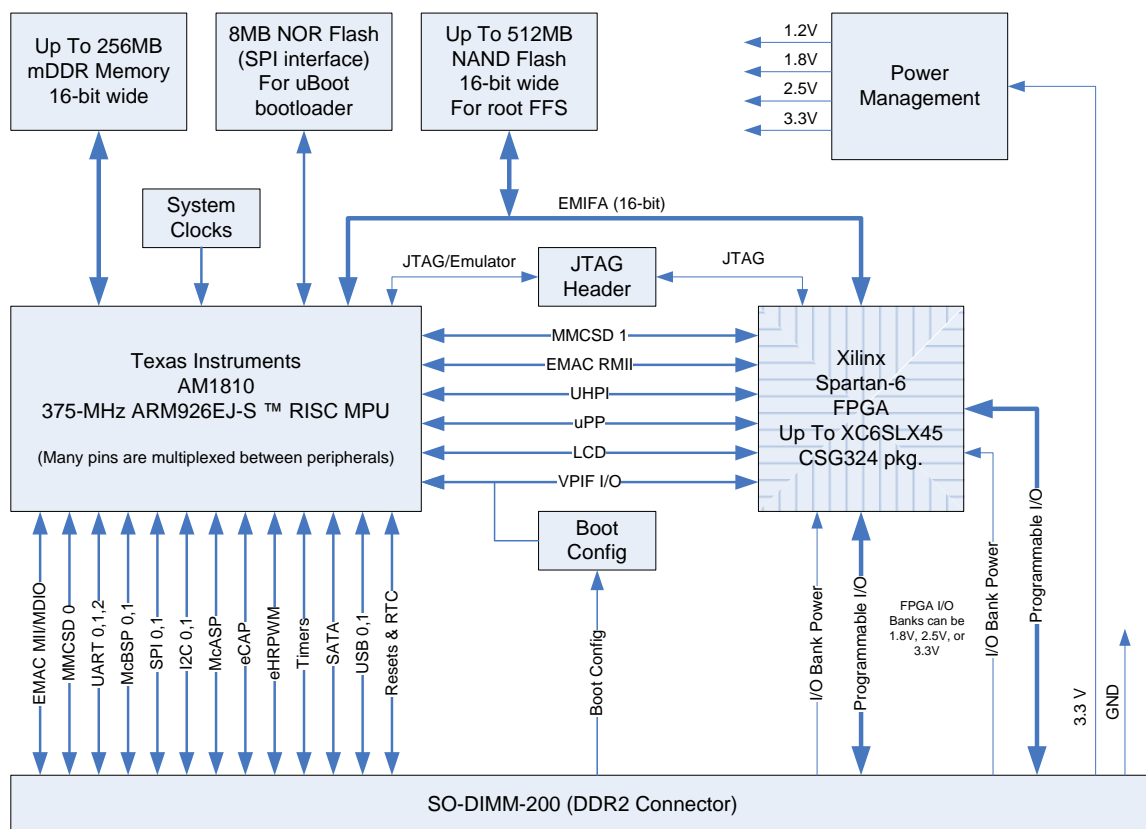 Up To 256MB
mDDR Memory
16-bit wide
8MB NOR Flash
(SPI interface)
For uBoot
bootloader
Up To 512MB
NAND Flash
16-bit wide
For root FFS
1.2V
1.8V
2.5V
3.3V
Power
Management
System
Clocks
EMIFA (16-bit)
JTAG/Emulator
JTAG
Header
JTAG
Texas Instruments
AM1810
375-MHz ARM926EJ-S ™ RISC MPU
(Many pins are multiplexed between peripherals)
MMCSD 1
EMAC RMII
UHPI
uPP
LCD
VPIF I/O
Xilinx
Spartan-6
FPGA
Up To XC6SLX45
CSG324 pkg.
Boot
Config
EMAC MII/MDIO
MMCSD 0
UART 0,1,2
McBSP 0,1
SPI 0,1
I2C 0,1
McASP
eCAP
eHRPWM
Timers
SATA
USB 0,1
Resets & RTC
Boot Config
I/O Bank Power
Programmable I/O
FPGA I/O
Banks can be
1.8V, 2.5V, or
3.3V
I/O Bank Power
Programmable I/O
3.3 V
GND
SO-DIMM-200 (DDR2 Connector)